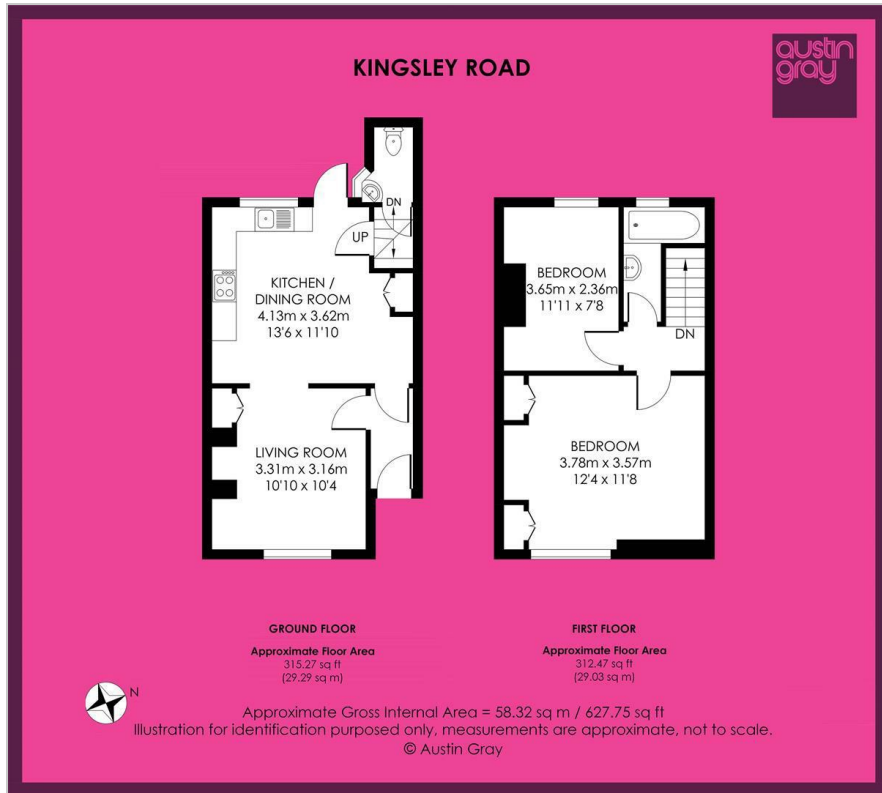 KINGSLEY ROAD
austin
gray
DN
UP
KITCHEN /
DINING ROOM
4.13m x 3.62m
13'6 x 11'10
LIVING ROOM
3.31m x 3.16m
10'10 x 10'4
BEDROOM
3.65m x 2.36m
11'11 x 7'8
DN
BEDROOM
3.78m x 3.57m
12'4 x 11'8
GROUND FLOOR
Approximate Floor Area
315.27 sq ft
(29.29 sq m)
FIRST FLOOR
Approximate Floor Area
312.47 sq ft
(29.03 sq m)
N
Approximate Gross Internal Area = 58.32 sq m / 627.75 sq ft
Illustration for identification purposed only, measurements are approximate, not to scale.
© Austin Gray